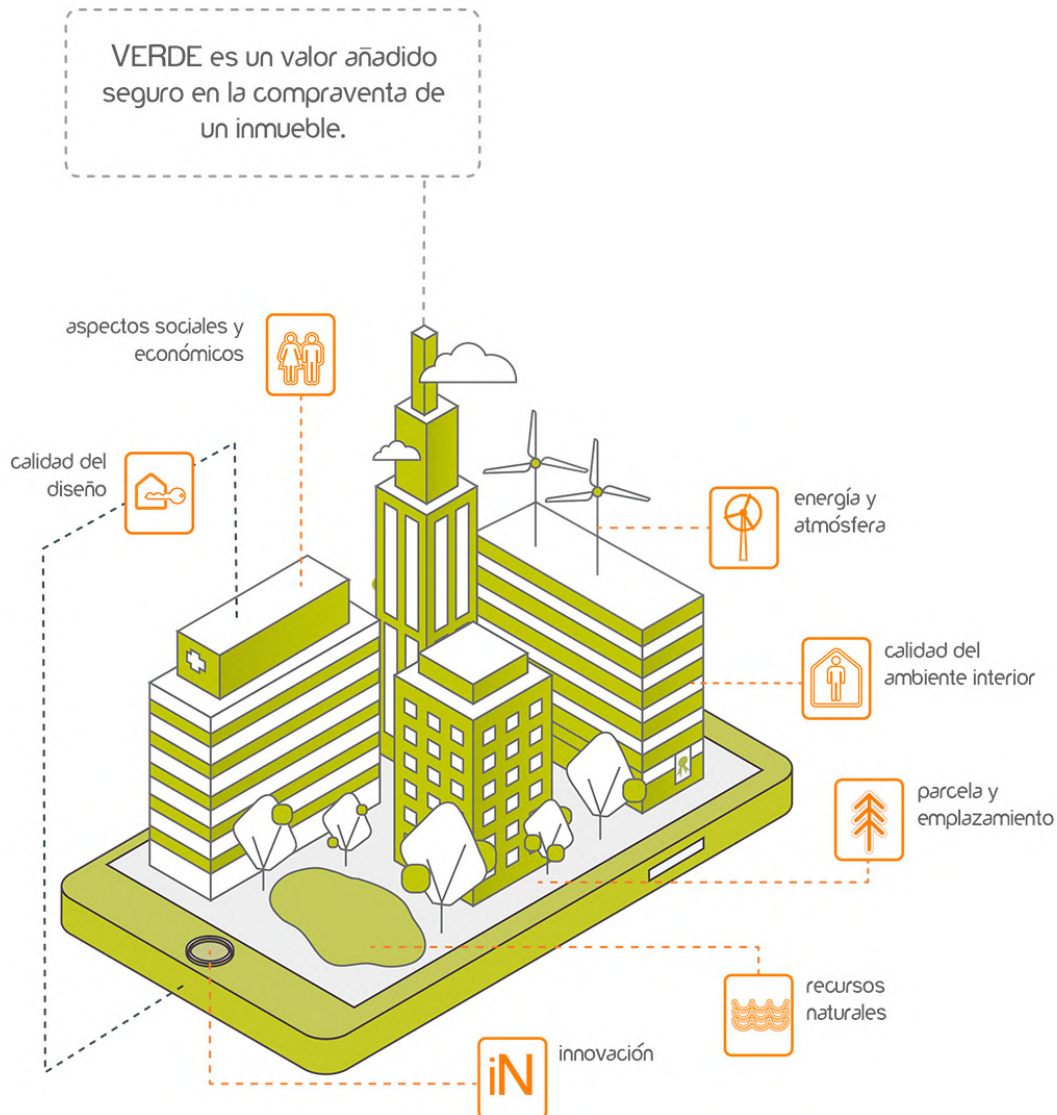 VERDE es un valor añadido
seguro en la compraventa de
un inmueble.
aspectos sociales y
económicos
calidad del
diseño
energía y
atmósfera
calidad del
ambiente interior
parcela y
emplazamiento
recursos
naturales
iN
innovación